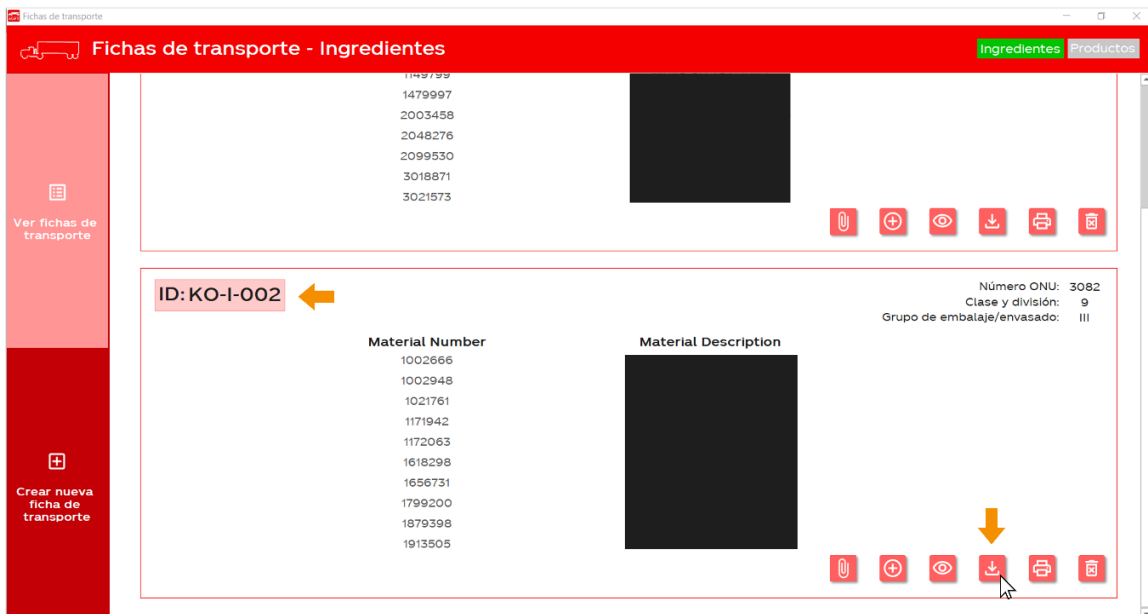 Fichas de transporte
Fichas de transporte - Ingredientes
Ingredientes Productos
1149799
1479997
2003458
2048276
2099530
3018871
3021573
Ver fichas de
transporte
ID: KO-I-002
Número ONU: 3082
Clase y división: 9
Grupo de embalaje/envasado: III
Material Number Material Description
1002666
1002948
1021761
1171942
1172063
1618298
1656731
1799200
1879398
1913505
Crear nueva
ficha de
transporte